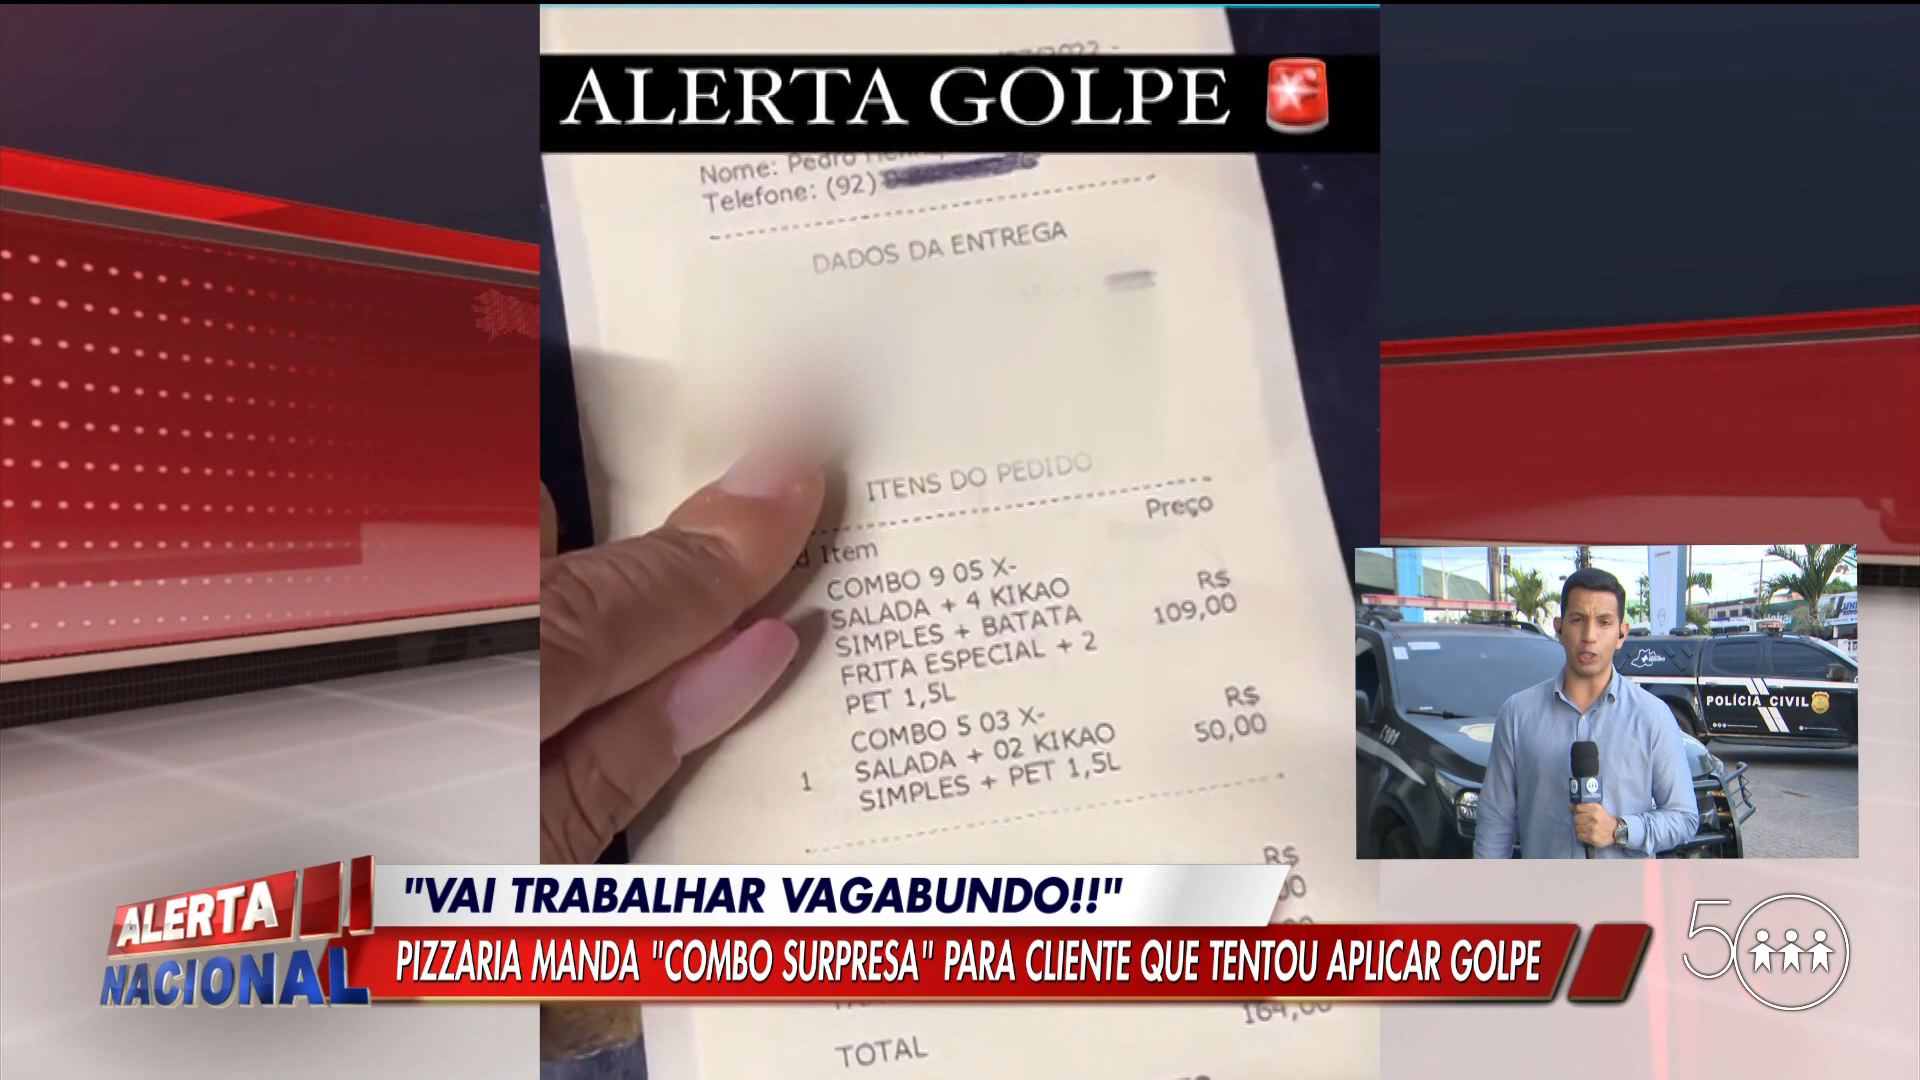 ALERTA GOLPE
Nome: Pedro
Telefone: (92)
DADOS DA ENTREGA
ITENS DO PEDIDO
Preço
Item
COMBO 9 05 X-
SALADA + 4 KIKAO
SIMPLES + BATATA
FRITA ESPECIAL + 2
PET 1,5L
R$
109,00
1
COMBO 5 03 X-
SALADA + 02 KIKAO
SIMPLES + PET 1,5L
R$
50,00
R$
164,00
TOTAL
POLÍCIA CIVIL
ALERTA
NACIONAL
"VAI TRABALHAR VAGABUNDO!!"
PIZZARIA MANDA "COMBO SURPRESA" PARA CLIENTE QUE TENTOU APLICAR GOLPE
50